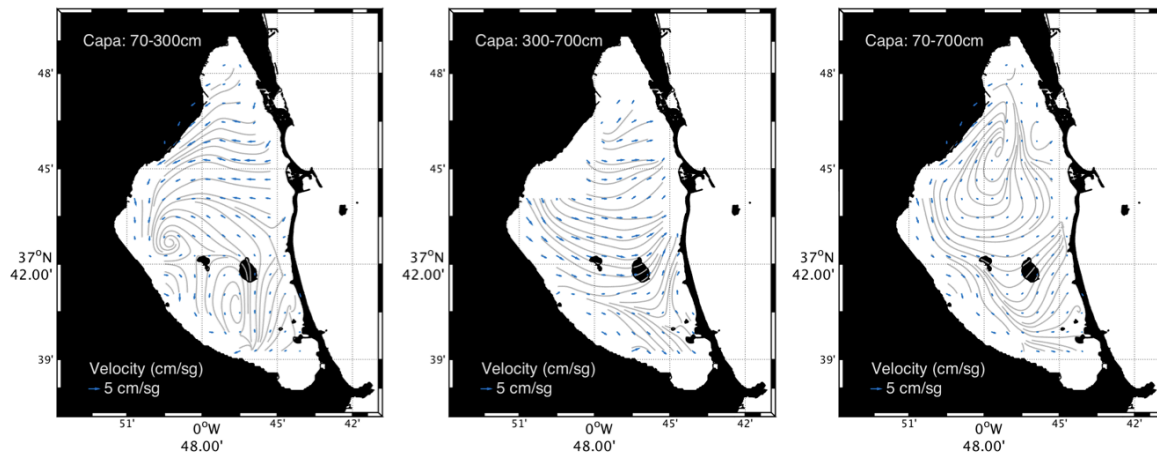 Capa: 70-300cm
48'
45'
37°N
42.00'
39'
Velocity (cm/sg)
5 cm/sg
51'
0°W
48.00'
45'
42'
Capa: 300-700cm
48'
45'
37°N
42.00'
39'
Velocity (cm/sg)
5 cm/sg
51'
0°W
48.00'
45'
42'
Capa: 70-700cm
48'
45'
37°N
42.00'
39'
Velocity (cm/sg)
5 cm/sg
51'
0°W
48.00'
45'
42'